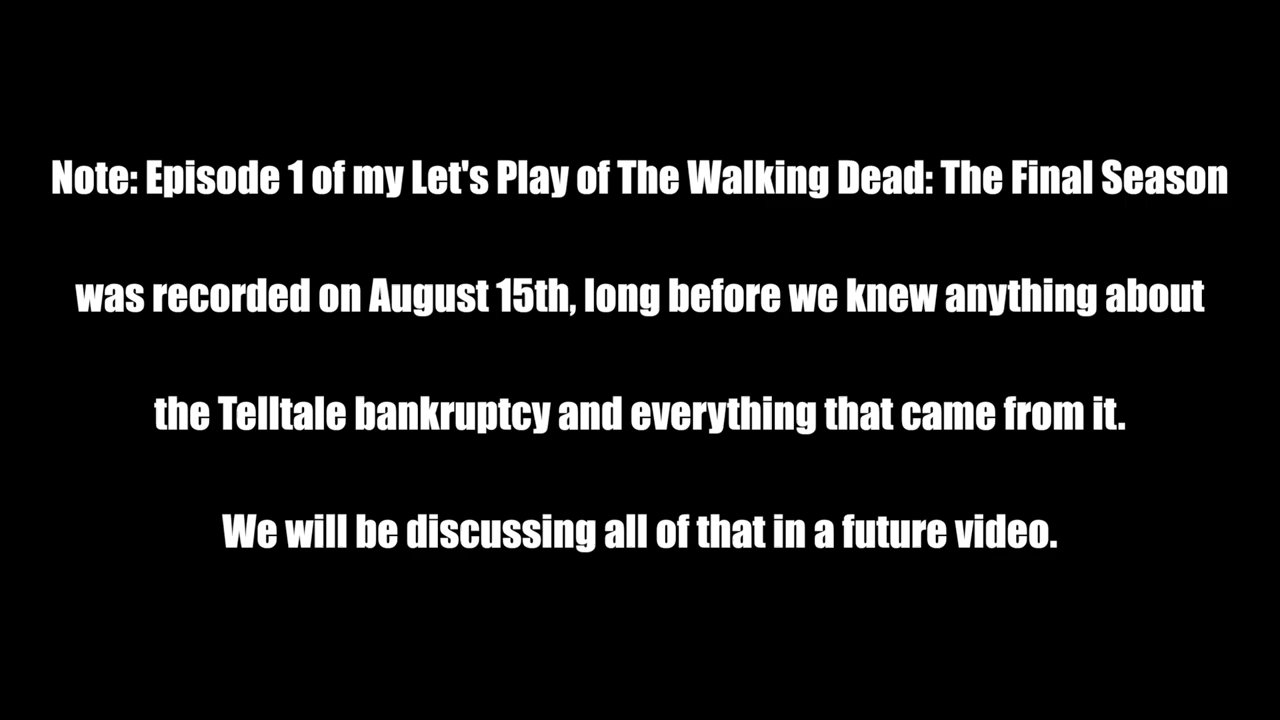 Note: Episode 1 of my Let's Play of The Walking Dead: The Final Season
was recorded on August 15th, long before we knew anything about
the Telltale bankruptcy and everything that came from it.
We will be discussing all of that in a future video.